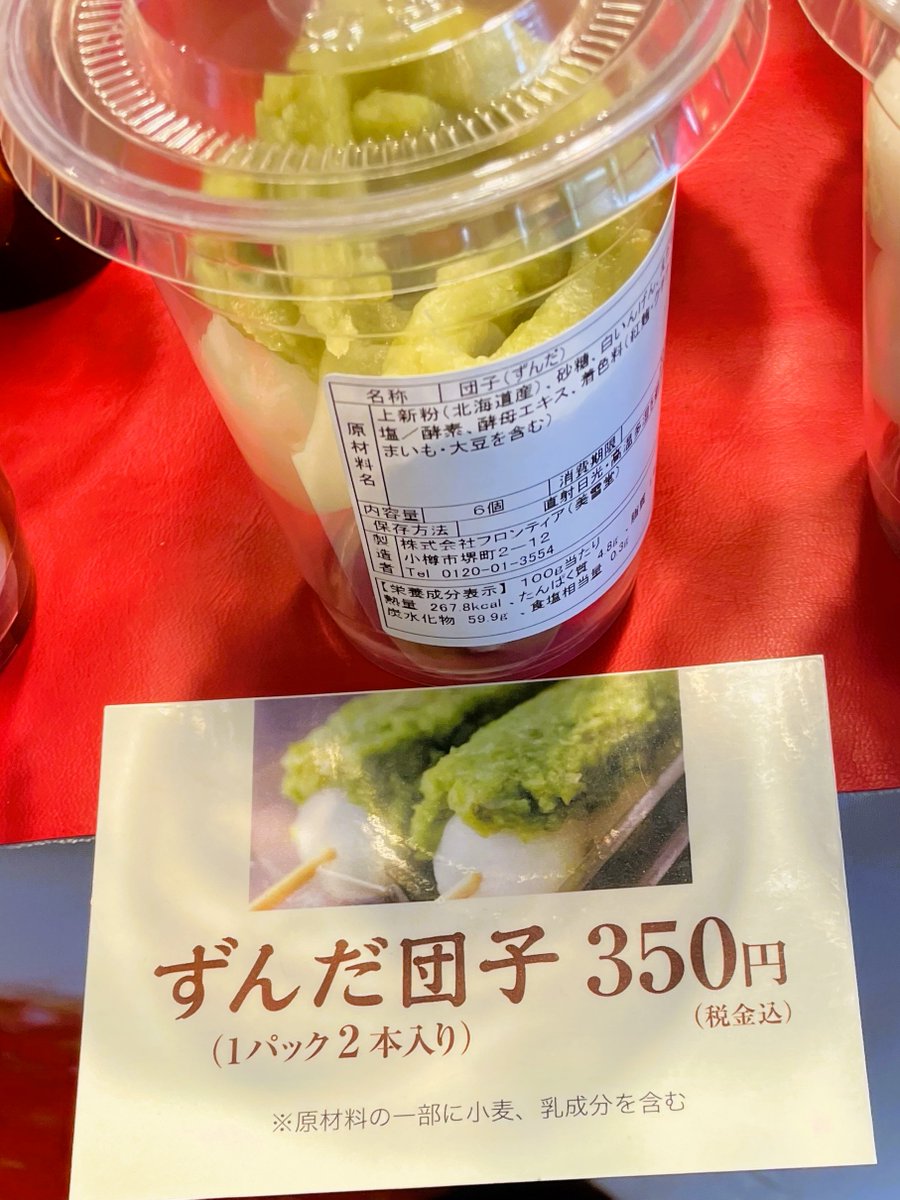 名称 団子(ずんだ)
原材料名 上新粉(北海道産)、砂糖、白いんげん、
塩／酵素、酵母エキス、着色料(紅麹、
まいも・大豆を含む)
内容量 6個 消費期限
保存方法 直射日光・高温
製造者 株式会社フロンティア(美雪堂)
小樽市堺町2－12
Tel 0120-01-3554
【栄養成分表示】 100g当たり
熱量 267.8kcal 、たんぱく質 4.8g 、脂質
炭水化物 59.9g 、食塩相当量 0.3g
ずんだ団子 350円
(1パック2本入り) (税金込)
※原材料の一部に小麦、乳成分を含む